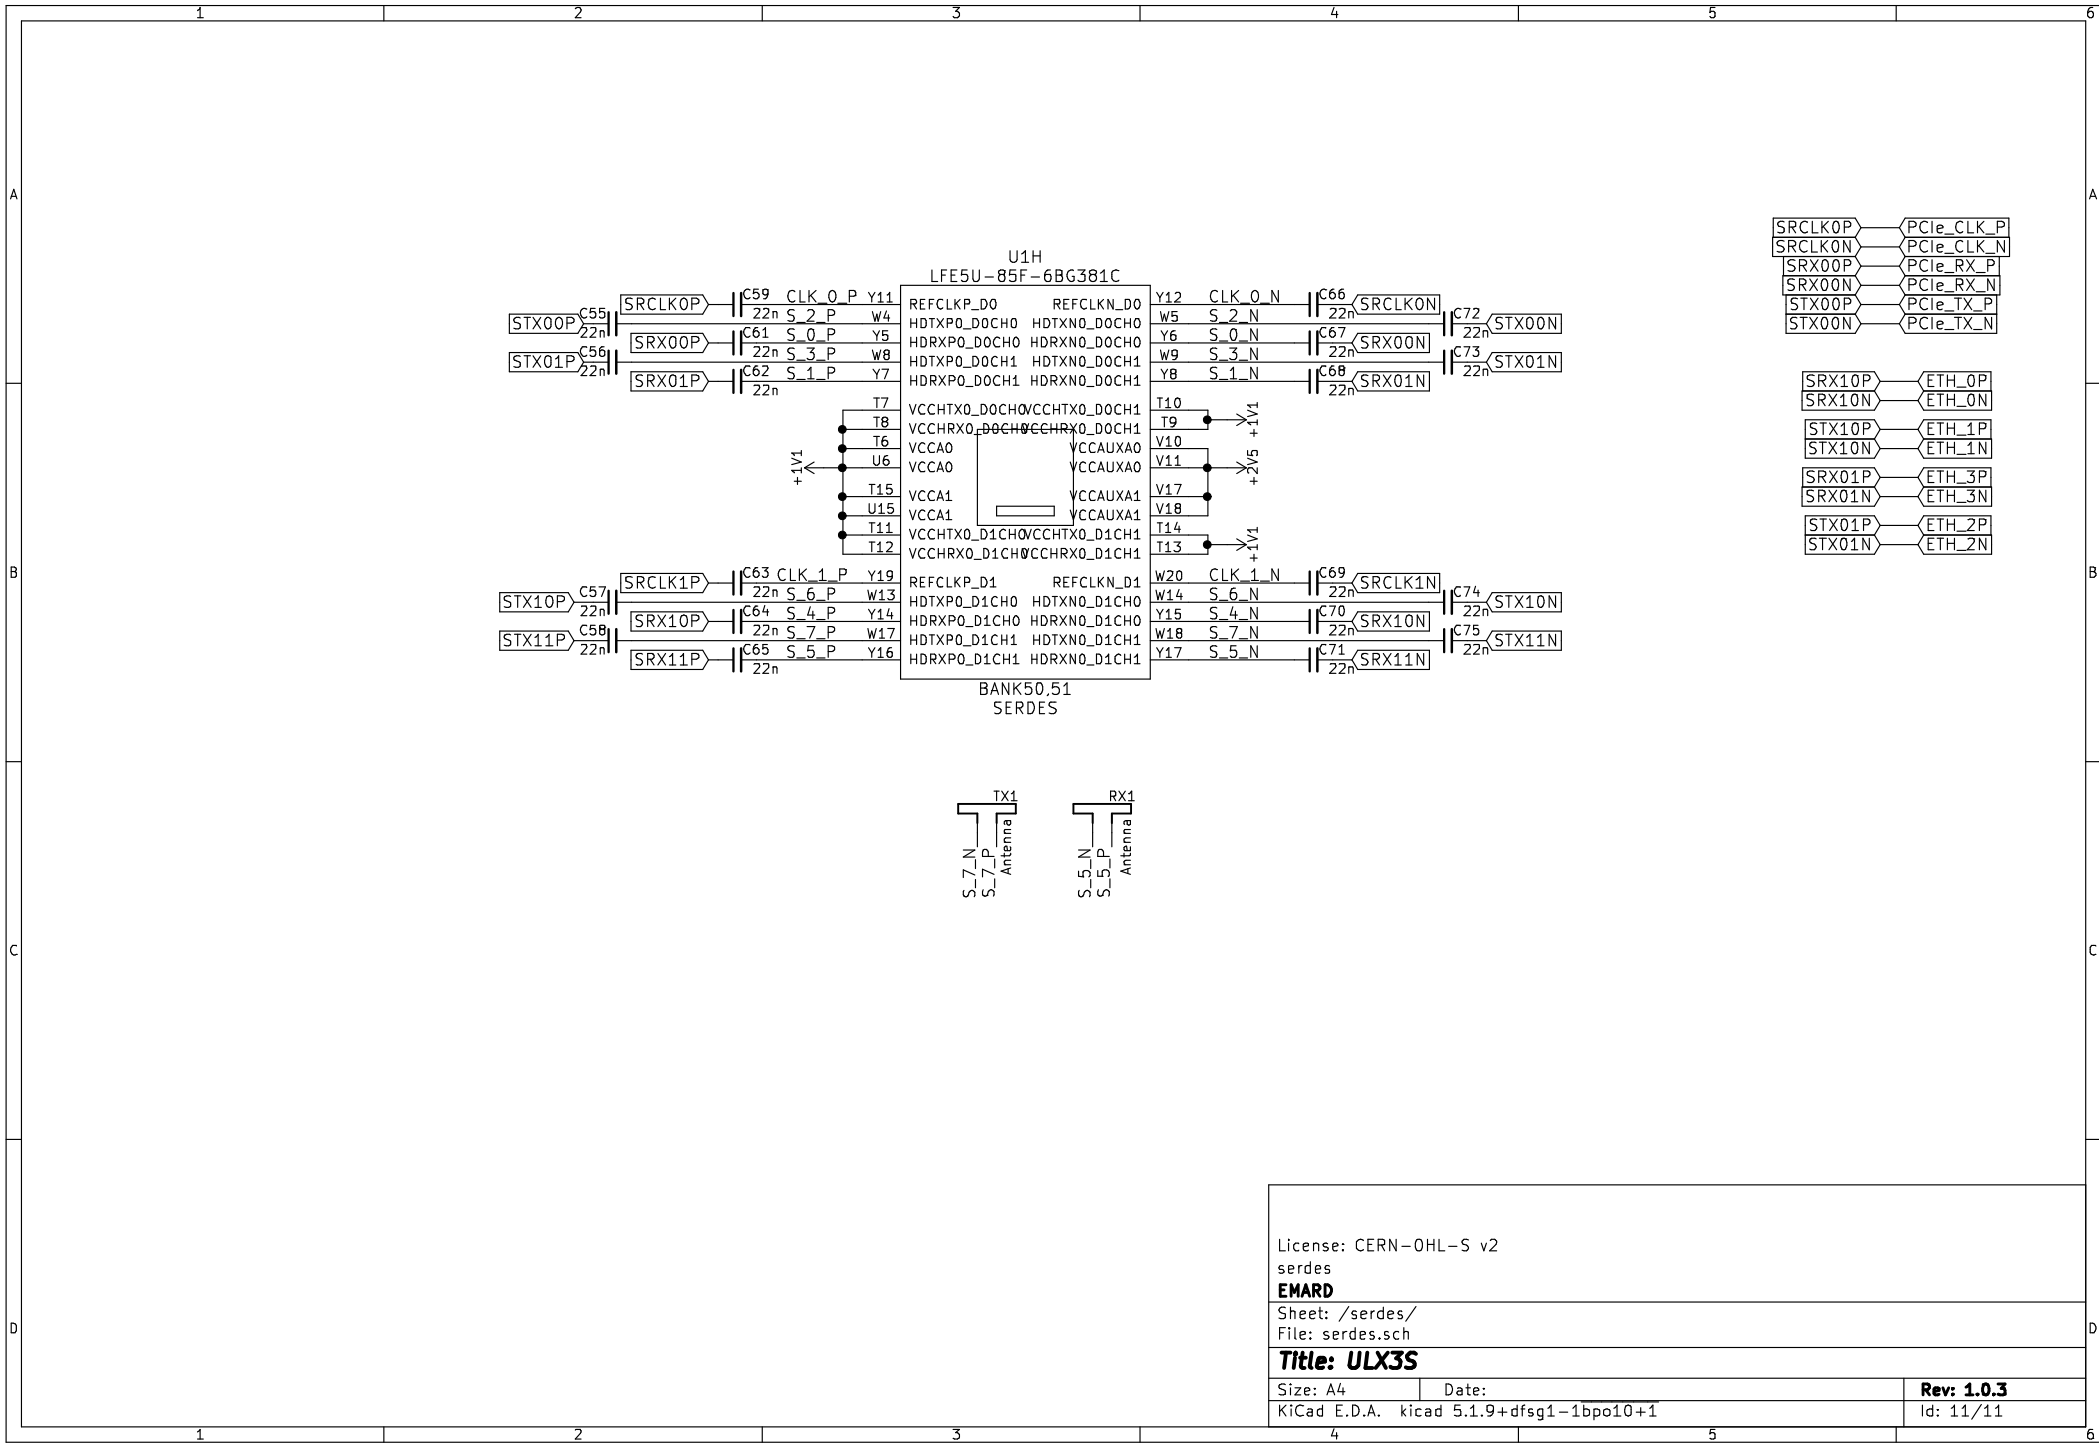 1 2 3 4 5 6
A A
U1H
LFE5U-85F-6BG381C
SRCLK0P C59 22n CLK_0_P Y11 REFCLKP_D0 REFCLKN_D0 Y12 CLK_0_N C66 22n SRCLK0N
STX00P C55 22n S_2_P W4 HDTXP0_D0CH0 HDTXN0_D0CH0 W5 S_2_N C72 22n STX00N
SRX00P C61 22n S_0_P Y5 HDRXP0_D0CH0 HDRXN0_D0CH0 Y6 S_0_N C67 22n SRX00N
STX01P C56 22n S_3_P W8 HDTXP0_D0CH1 HDTXN0_D0CH1 W9 S_3_N C73 22n STX01N
SRX01P C62 22n S_1_P Y7 HDRXP0_D0CH1 HDRXN0_D0CH1 Y8 S_1_N C68 22n SRX01N
T7 VCCHTX0_D0CH0 VCCHTX0_D0CH1 T10
T8 VCCHRX0_D0CH0 VCCHRX0_D0CH1 T9
+1V1
T6 VCCA0 VCCAUXA0 V10
U6 VCCA0 VCCAUXA0 V11
+1V1 +2V5
T15 VCCA1 VCCAUXA1 V17
U15 VCCA1 VCCAUXA1 V18
T11 VCCHTX0_D1CH0 VCCHTX0_D1CH1 T14
T12 VCCHRX0_D1CH0 VCCHRX0_D1CH1 T13
+1V1
SRCLK1P C63 22n CLK_1_P Y19 REFCLKP_D1 REFCLKN_D1 W20 CLK_1_N C69 22n SRCLK1N
STX10P C57 22n S_6_P W13 HDTXP0_D1CH0 HDTXN0_D1CH0 W14 S_6_N C74 22n STX10N
SRX10P C64 22n S_4_P Y14 HDRXP0_D1CH0 HDRXN0_D1CH0 Y15 S_4_N C70 22n SRX10N
STX11P C58 22n S_7_P W17 HDTXP0_D1CH1 HDTXN0_D1CH1 W18 S_7_N C75 22n STX11N
SRX11P C65 22n S_5_P Y16 HDRXP0_D1CH1 HDRXN0_D1CH1 Y17 S_5_N C71 22n SRX11N
BANK50,51
SERDES
SRCLK0P PCIe_CLK_P
SRCLK0N PCIe_CLK_N
SRX00P PCIe_RX_P
SRX00N PCIe_RX_N
STX00P PCIe_TX_P
STX00N PCIe_TX_N
SRX10P ETH_0P
SRX10N ETH_0N
STX10P ETH_1P
STX10N ETH_1N
SRX01P ETH_3P
SRX01N ETH_3N
STX01P ETH_2P
STX01N ETH_2N
B B
TX1 RX1
S_7_N S_7_P Antenna S_5_N S_5_P Antenna
C C
License: CERN-OHL-S v2
serdes
EMARD
Sheet: /serdes/
File: serdes.sch
Title: ULX3S
Size: A4 Date: Rev: 1.0.3
KiCad E.D.A. kicad 5.1.9+dfsg1-1bpo10+1 Id: 11/11
D D
1 2 3 4 5 6